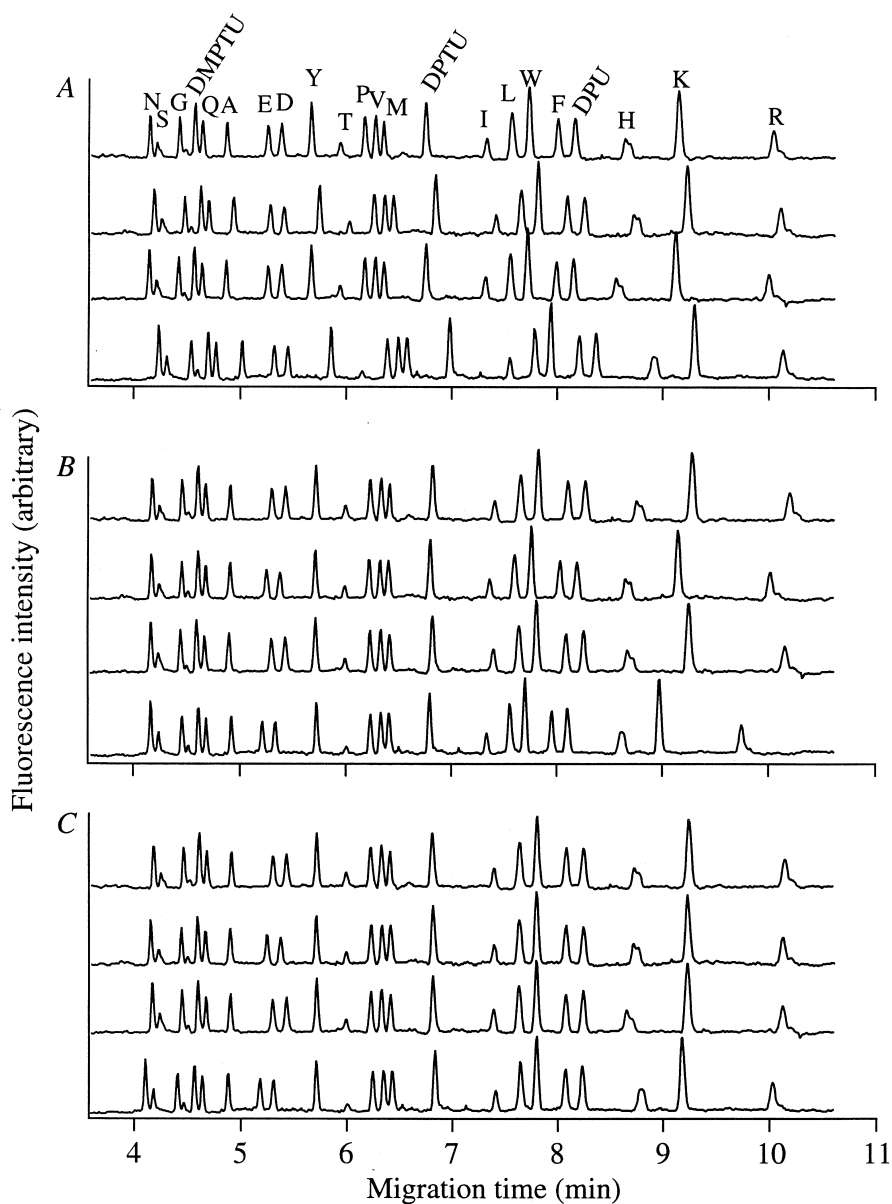 A
N S G DMPTU Q A E D Y T P V M DPTU I L W F DPU H K R
B
C
Fluorescence intensity (arbitrary)
4 5 6 7 8 9 10 11
Migration time (min)